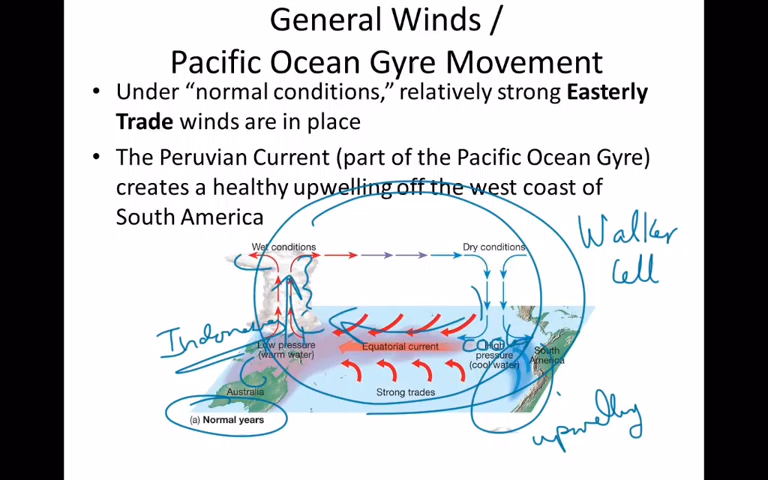 General Winds /
Pacific Ocean Gyre Movement
• Under “normal conditions,” relatively strong Easterly
Trade winds are in place
• The Peruvian Current (part of the Pacific Ocean Gyre)
creates a healthy upwelling off the west coast of
South America
Wet conditions
Dry conditions
Walker
Cell
Indonesia
Low pressure
(warm water)
Equatorial current
cool
High
pressure
(cool water)
South
America
Australia
Strong trades
(a) Normal years
upwelling